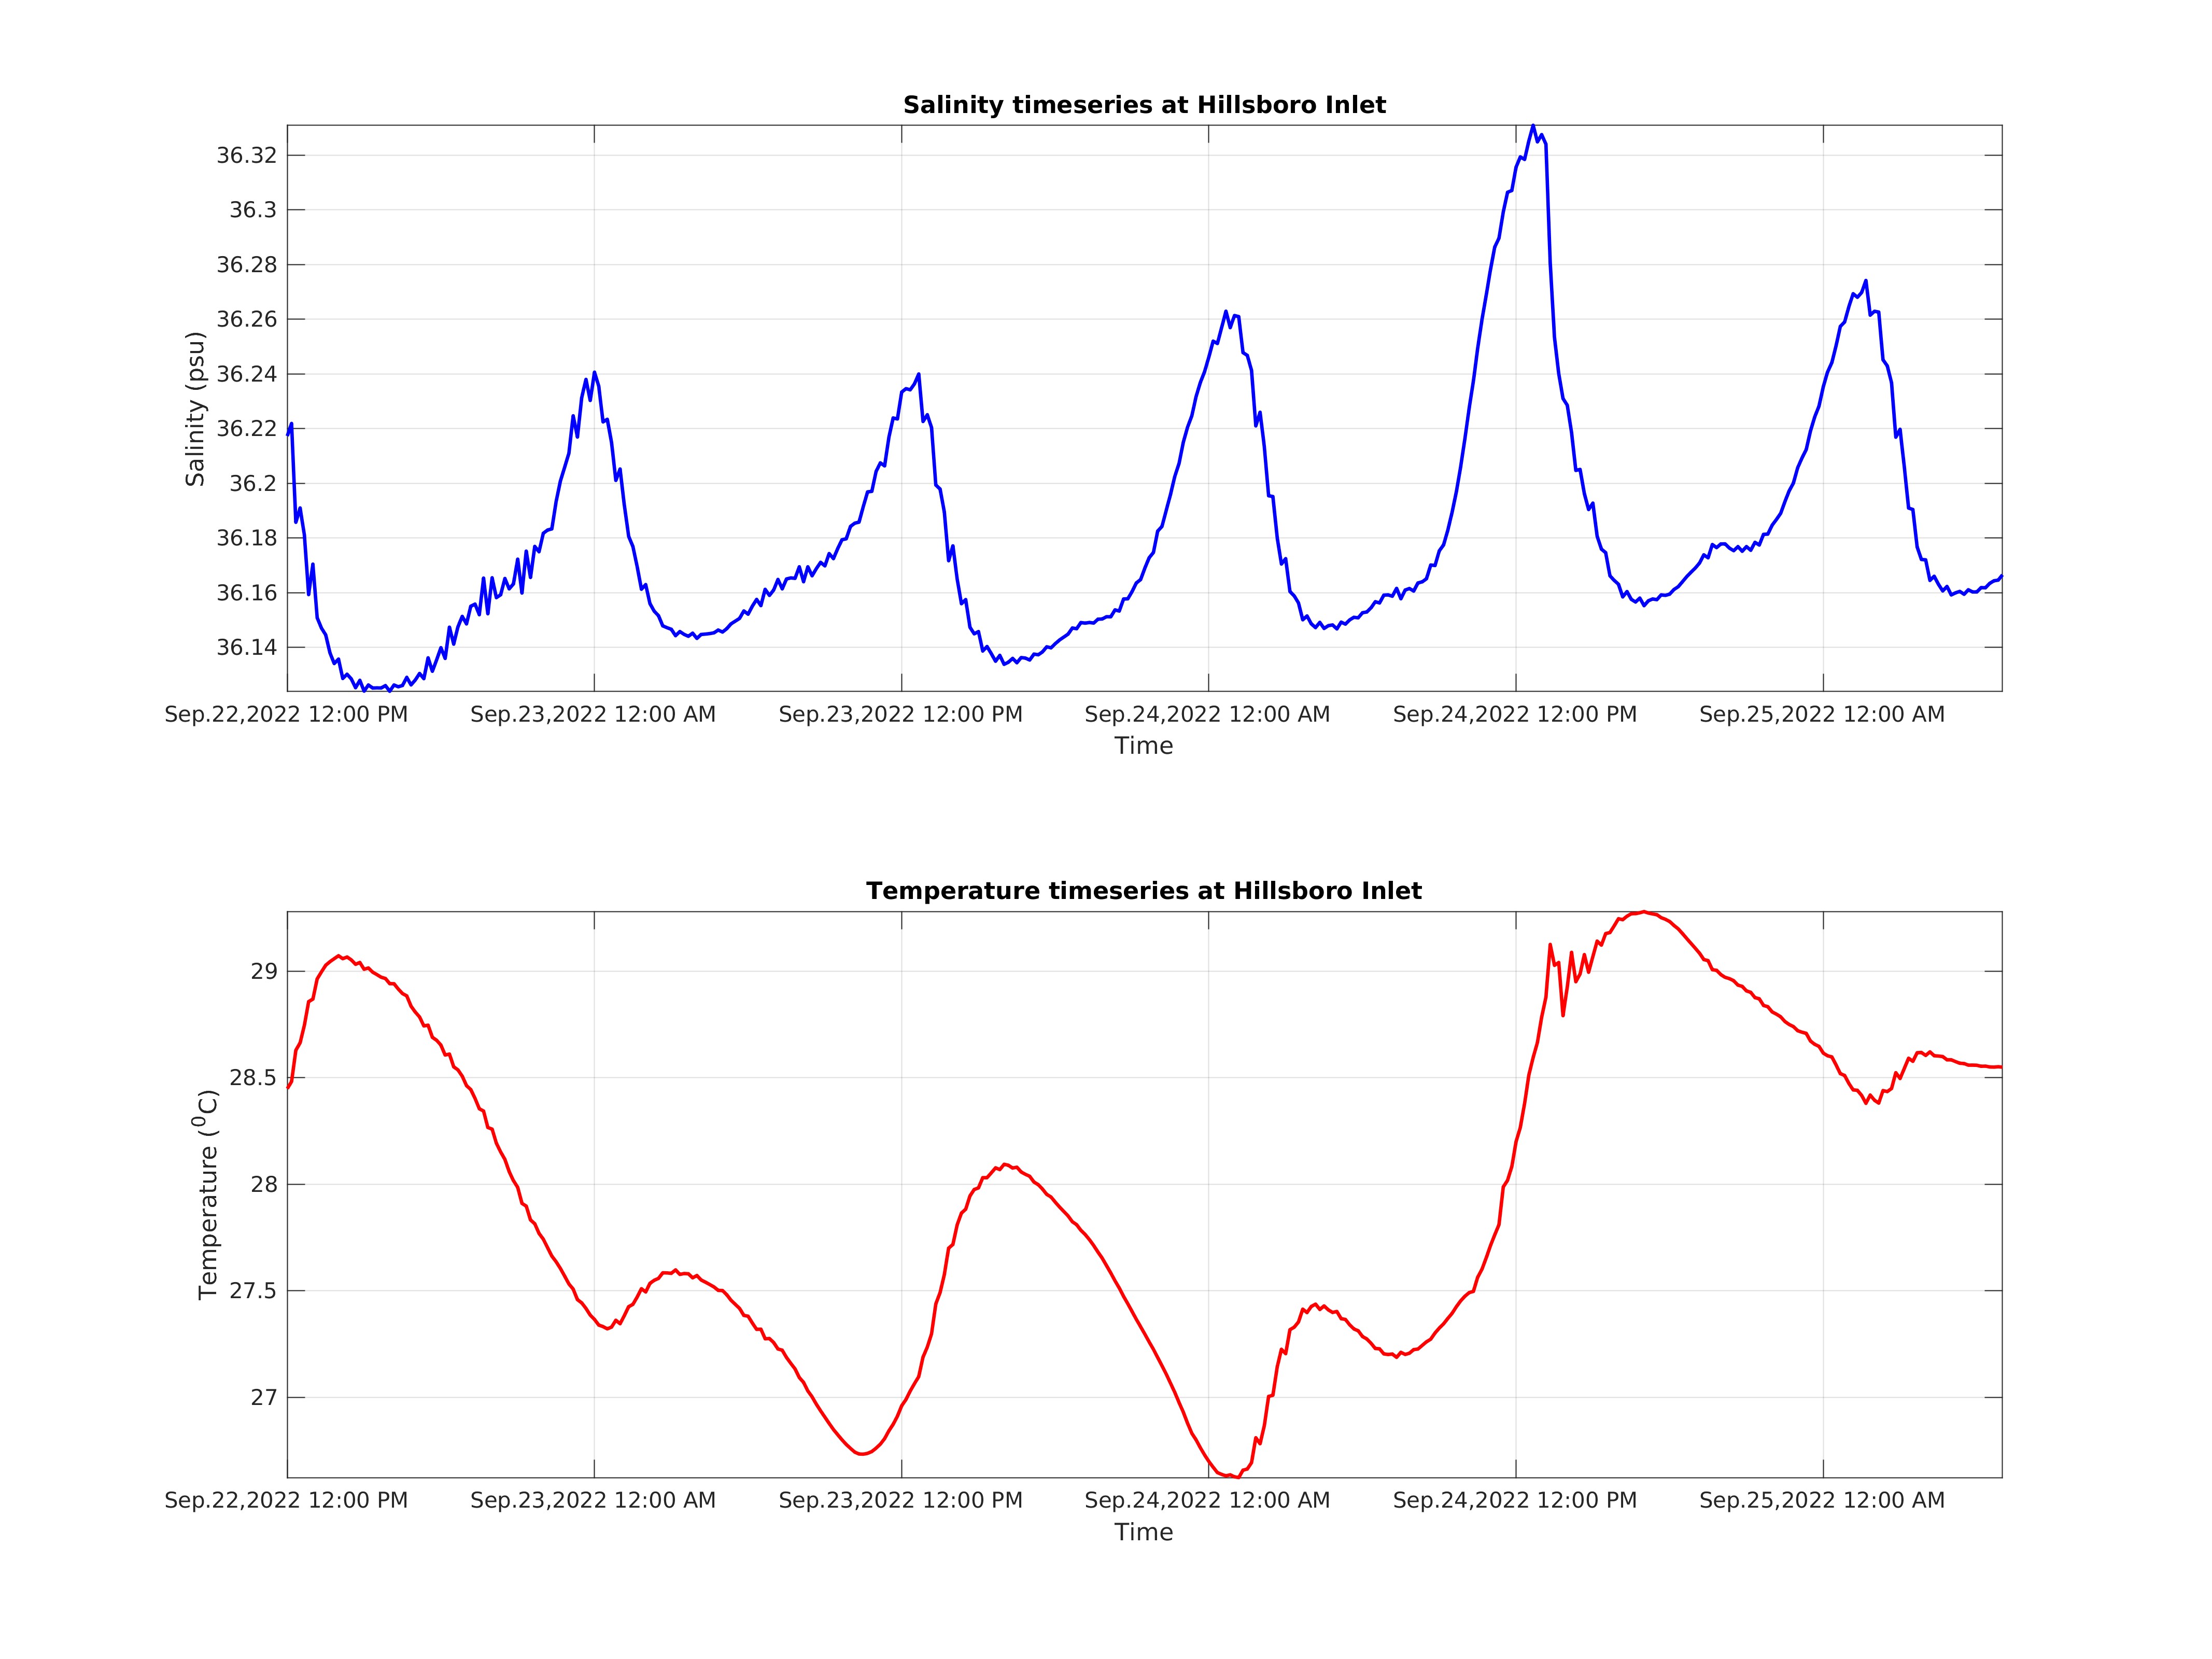 Salinity timeseries at Hillsboro Inlet
36.32
36.3
36.28
36.26
36.24
36.22
36.2
36.18
36.16
36.14
Salinity (psu)
Sep.22,2022 12:00 PM Sep.23,2022 12:00 AM Sep.23,2022 12:00 PM Sep.24,2022 12:00 AM Sep.24,2022 12:00 PM Sep.25,2022 12:00 AM
Time
Temperature timeseries at Hillsboro Inlet
29
28.5
28
27.5
27
Temperature (⁰C)
Sep.22,2022 12:00 PM Sep.23,2022 12:00 AM Sep.23,2022 12:00 PM Sep.24,2022 12:00 AM Sep.24,2022 12:00 PM Sep.25,2022 12:00 AM
Time